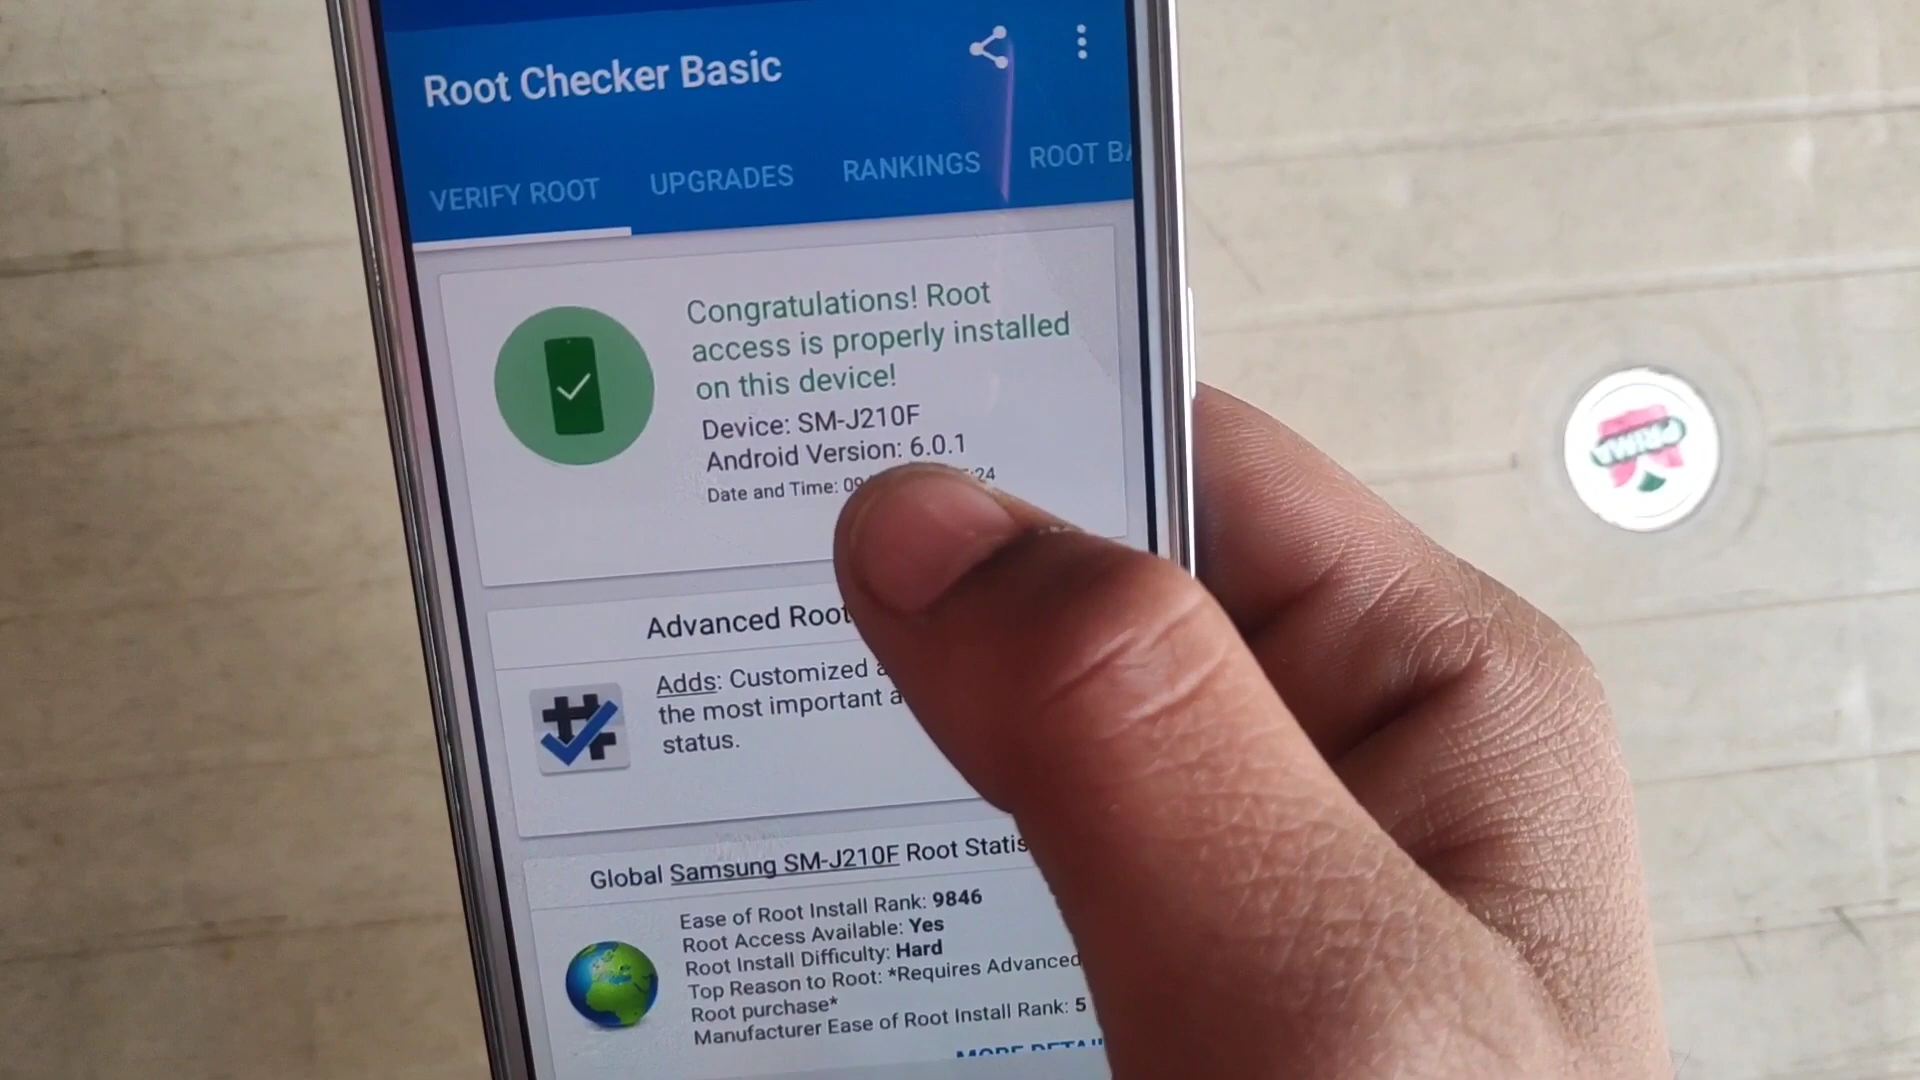 Root Checker Basic
VERIFY ROOT UPGRADES RANKINGS ROOT
Congratulations! Root
access is properly installed
on this device!
Device: SM-J210F
Android Version: 6.0.1
Date and Time:
Advanced Root
Adds: Customized
the most important
status.
Global Samsung SM-J210F Root
Ease of Root Install Rank: 9846
Root Access Available: Yes
Root Install Difficulty: Hard
Top Reason to Root: *Requires Advanced
Root purchase*
Manufacturer Ease of Root Install Rank: 5
PRIMA